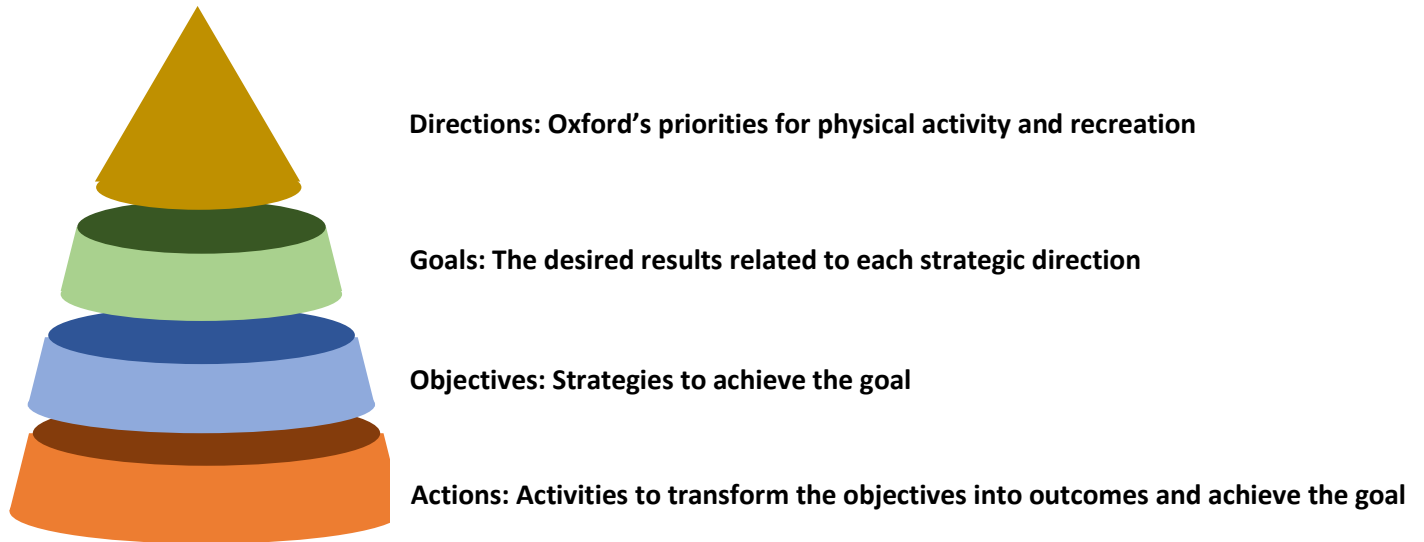 Directions: Oxford’s priorities for physical activity and recreation
Goals: The desired results related to each strategic direction
Objectives: Strategies to achieve the goal
Actions: Activities to transform the objectives into outcomes and achieve the goal